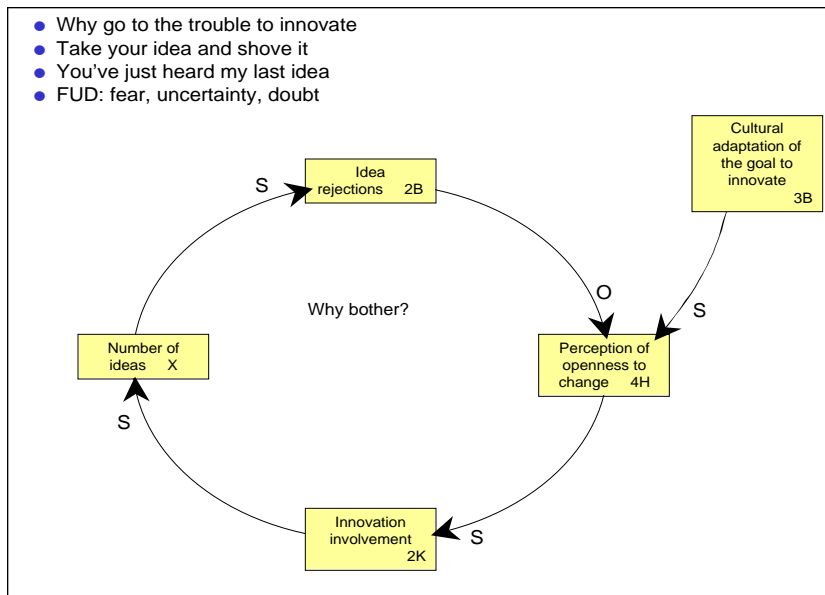 Why go to the trouble to innovate
Take your idea and shove it
You've just heard my last idea
FUD: fear, uncertainty, doubt
Cultural
adaptation of
the goal to
innovate
3B
Idea
rejections 2B
S
O
S
Why bother?
Number of
ideas X
Perception of
openness to
change 4H
S
S
Innovation
involvement
2K